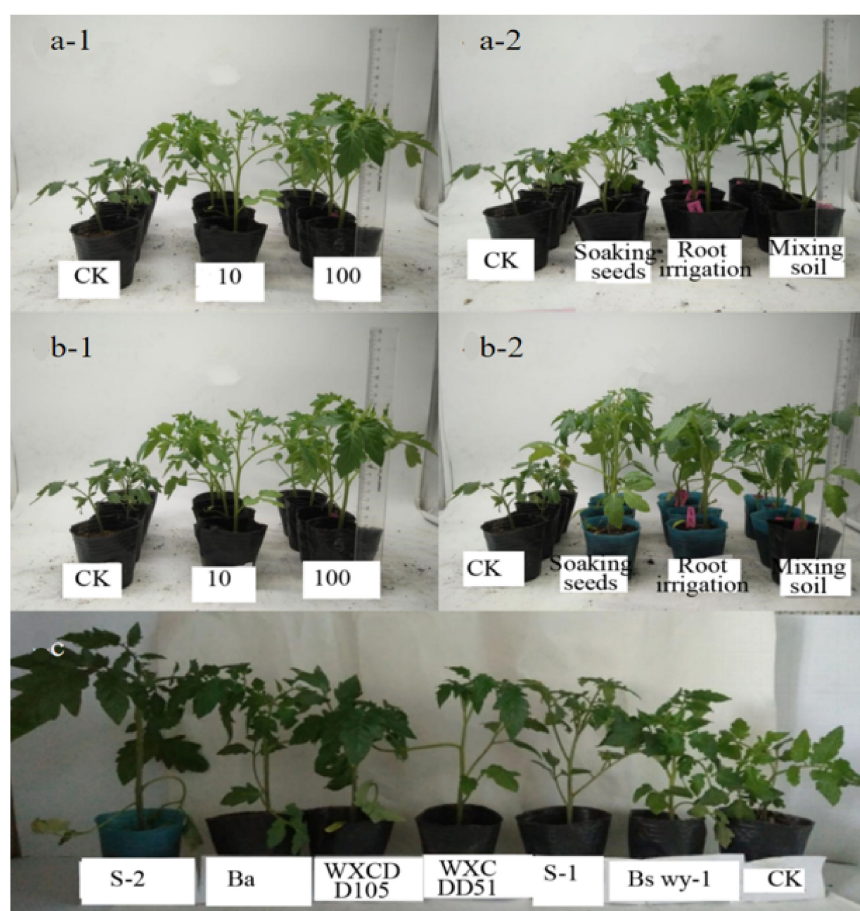 a-1
CK
10
100
a-2
CK
Soaking
seeds
Root
irrigation
Mixing
soil
b-1
CK
10
100
b-2
CK
Soaking
seeds
Root
irrigation
Mixing
soil
c
S-2
Ba
WXCD
D105
WXC
DD51
S-1
Bs wy-1
CK